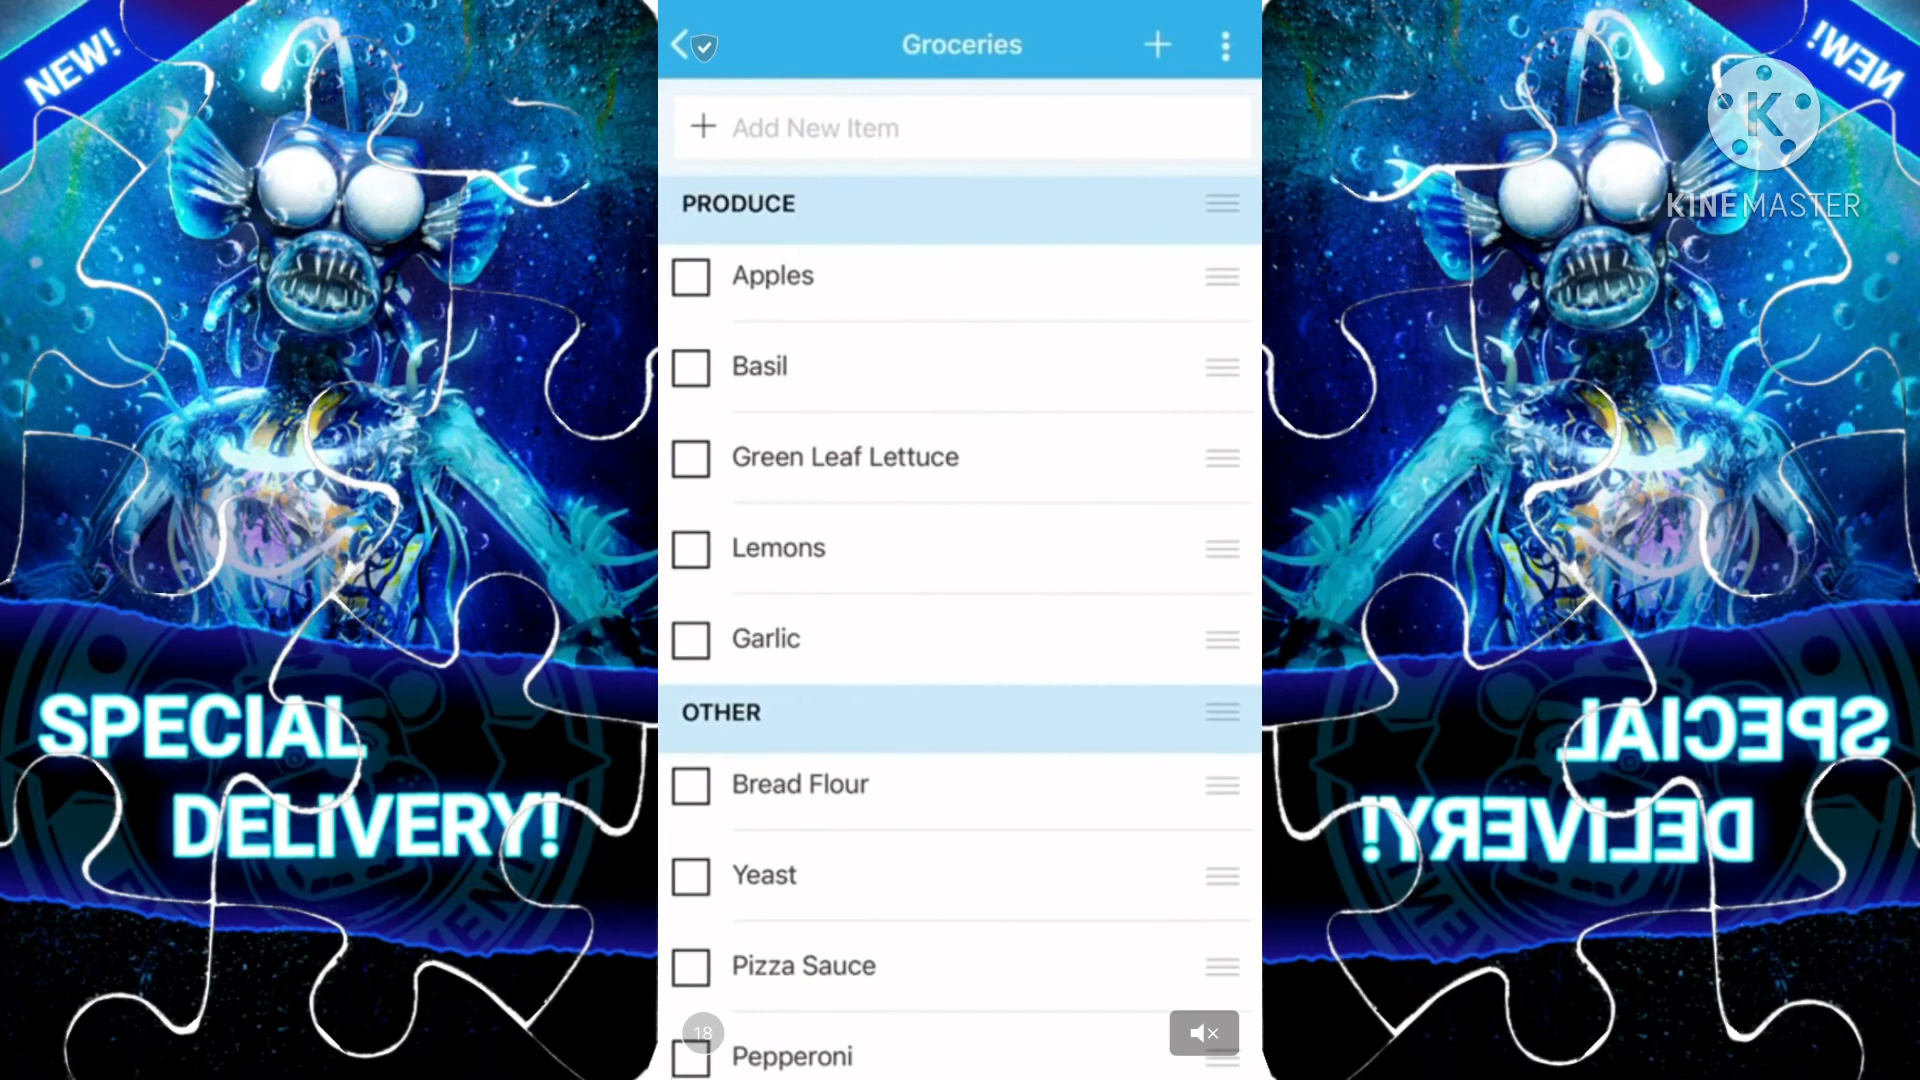 NEW!
SPECIAL
DELIVERY!
Groceries
Add New Item
PRODUCE
Apples
Basil
Green Leaf Lettuce
Lemons
Garlic
OTHER
Bread Flour
Yeast
Pizza Sauce
18
Pepperoni
NEW!
K
KINEMASTER
SPECIAL
DELIVERY!